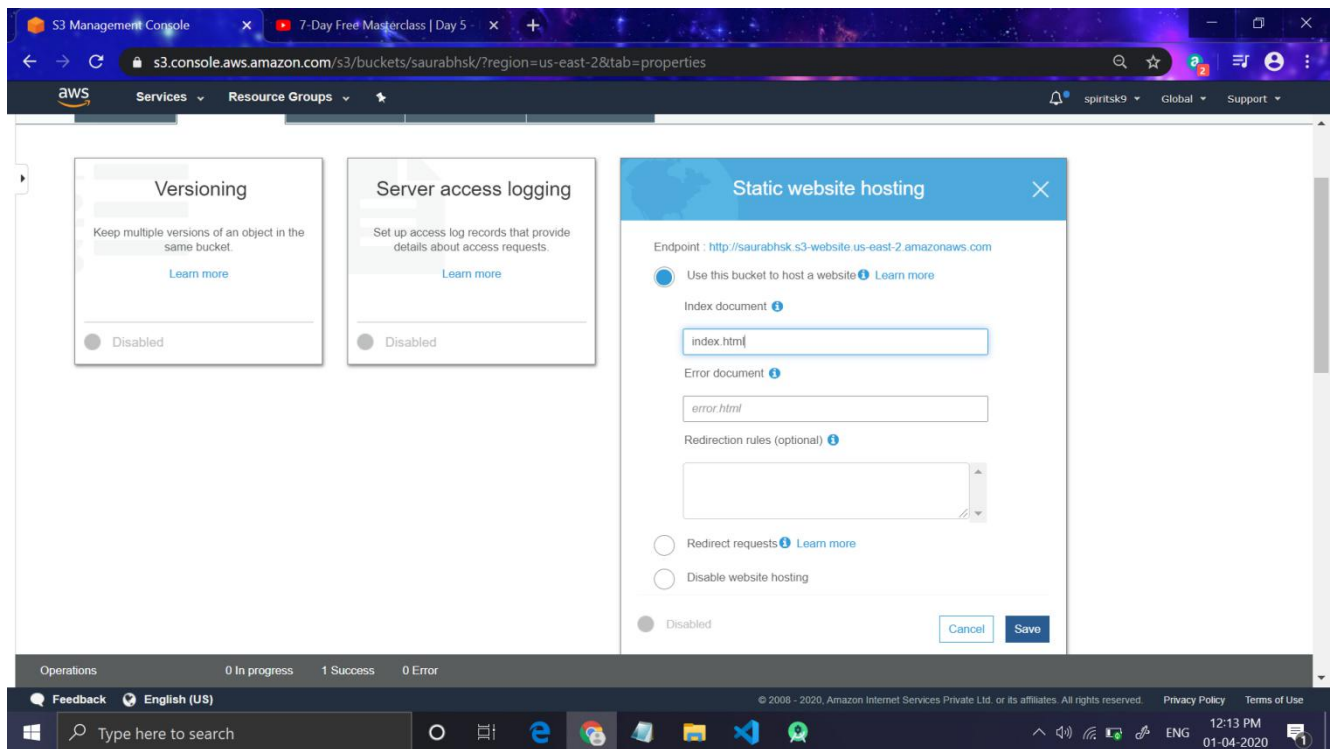 S3 Management Console
7-Day Free Masterclass | Day 5 -
s3.console.aws.amazon.com/s3/buckets/saurabhsk/?region=us-east-2&tab=properties
2
aws Services Resource Groups spiritsk9 Global Support
Versioning
Keep multiple versions of an object in the
same bucket.
Learn more
Disabled
Server access logging
Set up access log records that provide
details about access requests.
Learn more
Disabled
Static website hosting
Endpoint : http://saurabhsk.s3-website.us-east-2.amazonaws.com
Use this bucket to host a website Learn more
Index document
index.html
Error document
error.html
Redirection rules (optional)
Redirect requests Learn more
Disable website hosting
Disabled
Cancel Save
Operations 0 In progress 1 Success 0 Error
Feedback English (US) © 2008 - 2020, Amazon Internet Services Private Ltd. or its affiliates. All rights reserved. Privacy Policy Terms of Use
Type here to search
ENG
12:13 PM
01-04-2020
1